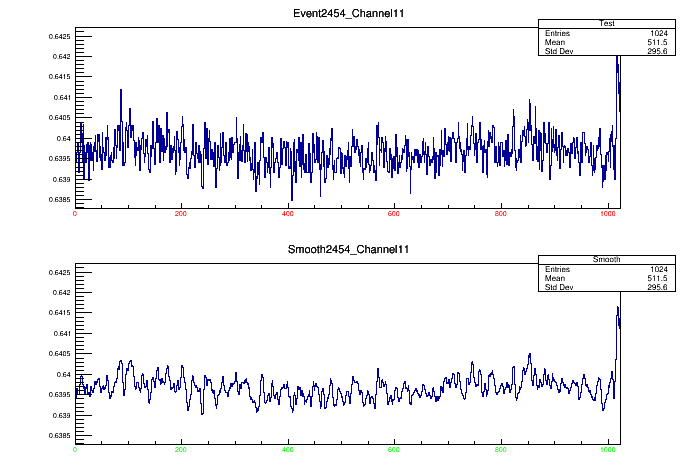 Event2454_Channel11
Test
Entries 1024
Mean 511.5
Std Dev 295.6
0.6425
0.642
0.6415
0.641
0.6405
0.64
0.6395
0.639
0.6385
0 200 400 600 800 1000
Smooth2454_Channel11
Smooth
Entries 1024
Mean 511.5
Std Dev 295.6
0.6425
0.642
0.6415
0.641
0.6405
0.64
0.6395
0.639
0.6385
0 200 400 600 800 1000